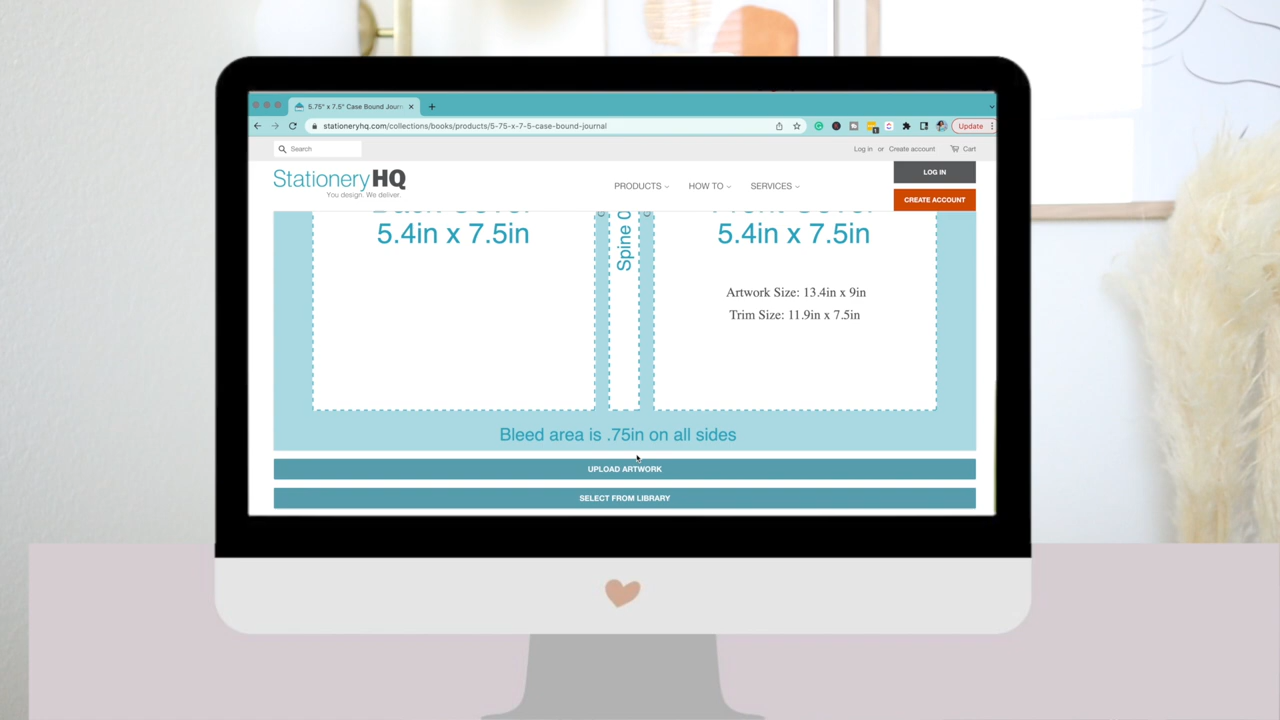 5.75" x 7.5" Case Bound Journ
stationeryhq.com/collections/books/products/5-75-x-7-5-case-bound-journal
Update
Search
Log in or Create account
Cart
StationeryHQ
You design. We deliver.
PRODUCTS
HOW TO
SERVICES
LOG IN
CREATE ACCOUNT
5.4in x 7.5in
Spine
5.4in x 7.5in
Artwork Size: 13.4in x 9in
Trim Size: 11.9in x 7.5in
Bleed area is .75in on all sides
UPLOAD ARTWORK
SELECT FROM LIBRARY